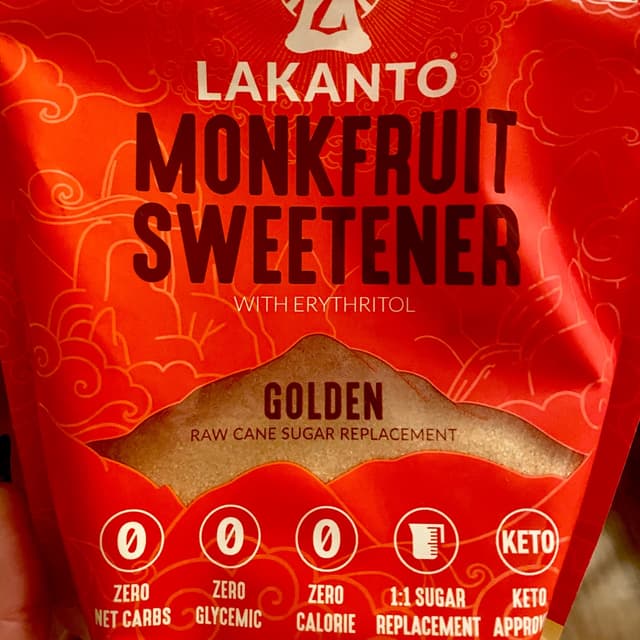 LAKANTO®
MONKFRUIT
SWEETENER
WITH ERYTHRITOL
GOLDEN
RAW CANE SUGAR REPLACEMENT
0 0 0 KETO
ZERO
NET CARBS
ZERO
GLYCEMIC
ZERO
CALORIE
1:1 SUGAR
REPLACEMENT
KETO
APPROV